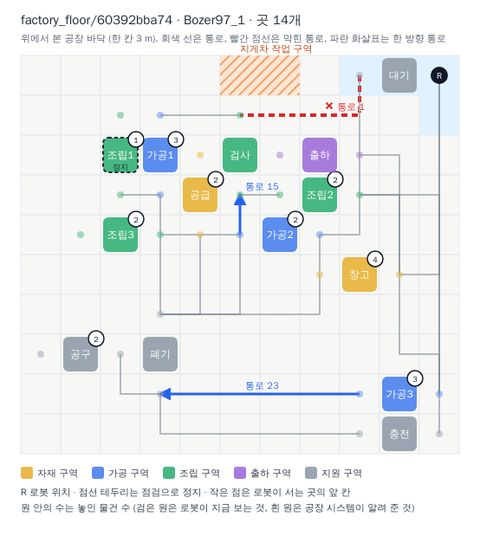 factory_floor/60392bba74 · Bozer97_1 · 곳 14개
위에서 본 공장 바닥 (한 칸 3 m). 회색 선은 통로, 빨간 점선은 막힌 통로, 파란 화살표는 한 방향 통로
지게차 작업 구역
대기
R
✖ 통로 1
1
3
조립1
정지
가공1
검사
출하
2
2
공급
통로 15
조립2
2
2
조립3
가공2
4
창고
2
공구
폐기
3
통로 23
가공3
충전
자재 구역
가공 구역
조립 구역
출하 구역
지원 구역
R 로봇 위치 · 점선 테두리는 점검으로 정지 · 작은 점은 로봇이 서는 곳의 앞 칸
원 안의 수는 놓인 물건 수 (검은 원은 로봇이 지금 보는 것, 흰 원은 공장 시스템이 알려 준 것)